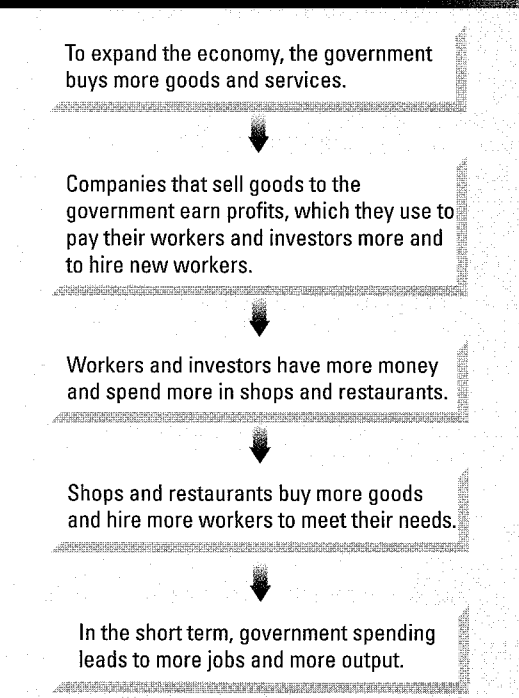 To expand the economy, the government
buys more goods and services.
Companies that sell goods to the
government earn profits, which they use to
pay their workers and investors more and
to hire new workers.
Workers and investors have more money
and spend more in shops and restaurants.
Shops and restaurants buy more goods
and hire more workers to meet their needs.
In the short term, government spending
leads to more jobs and more output.